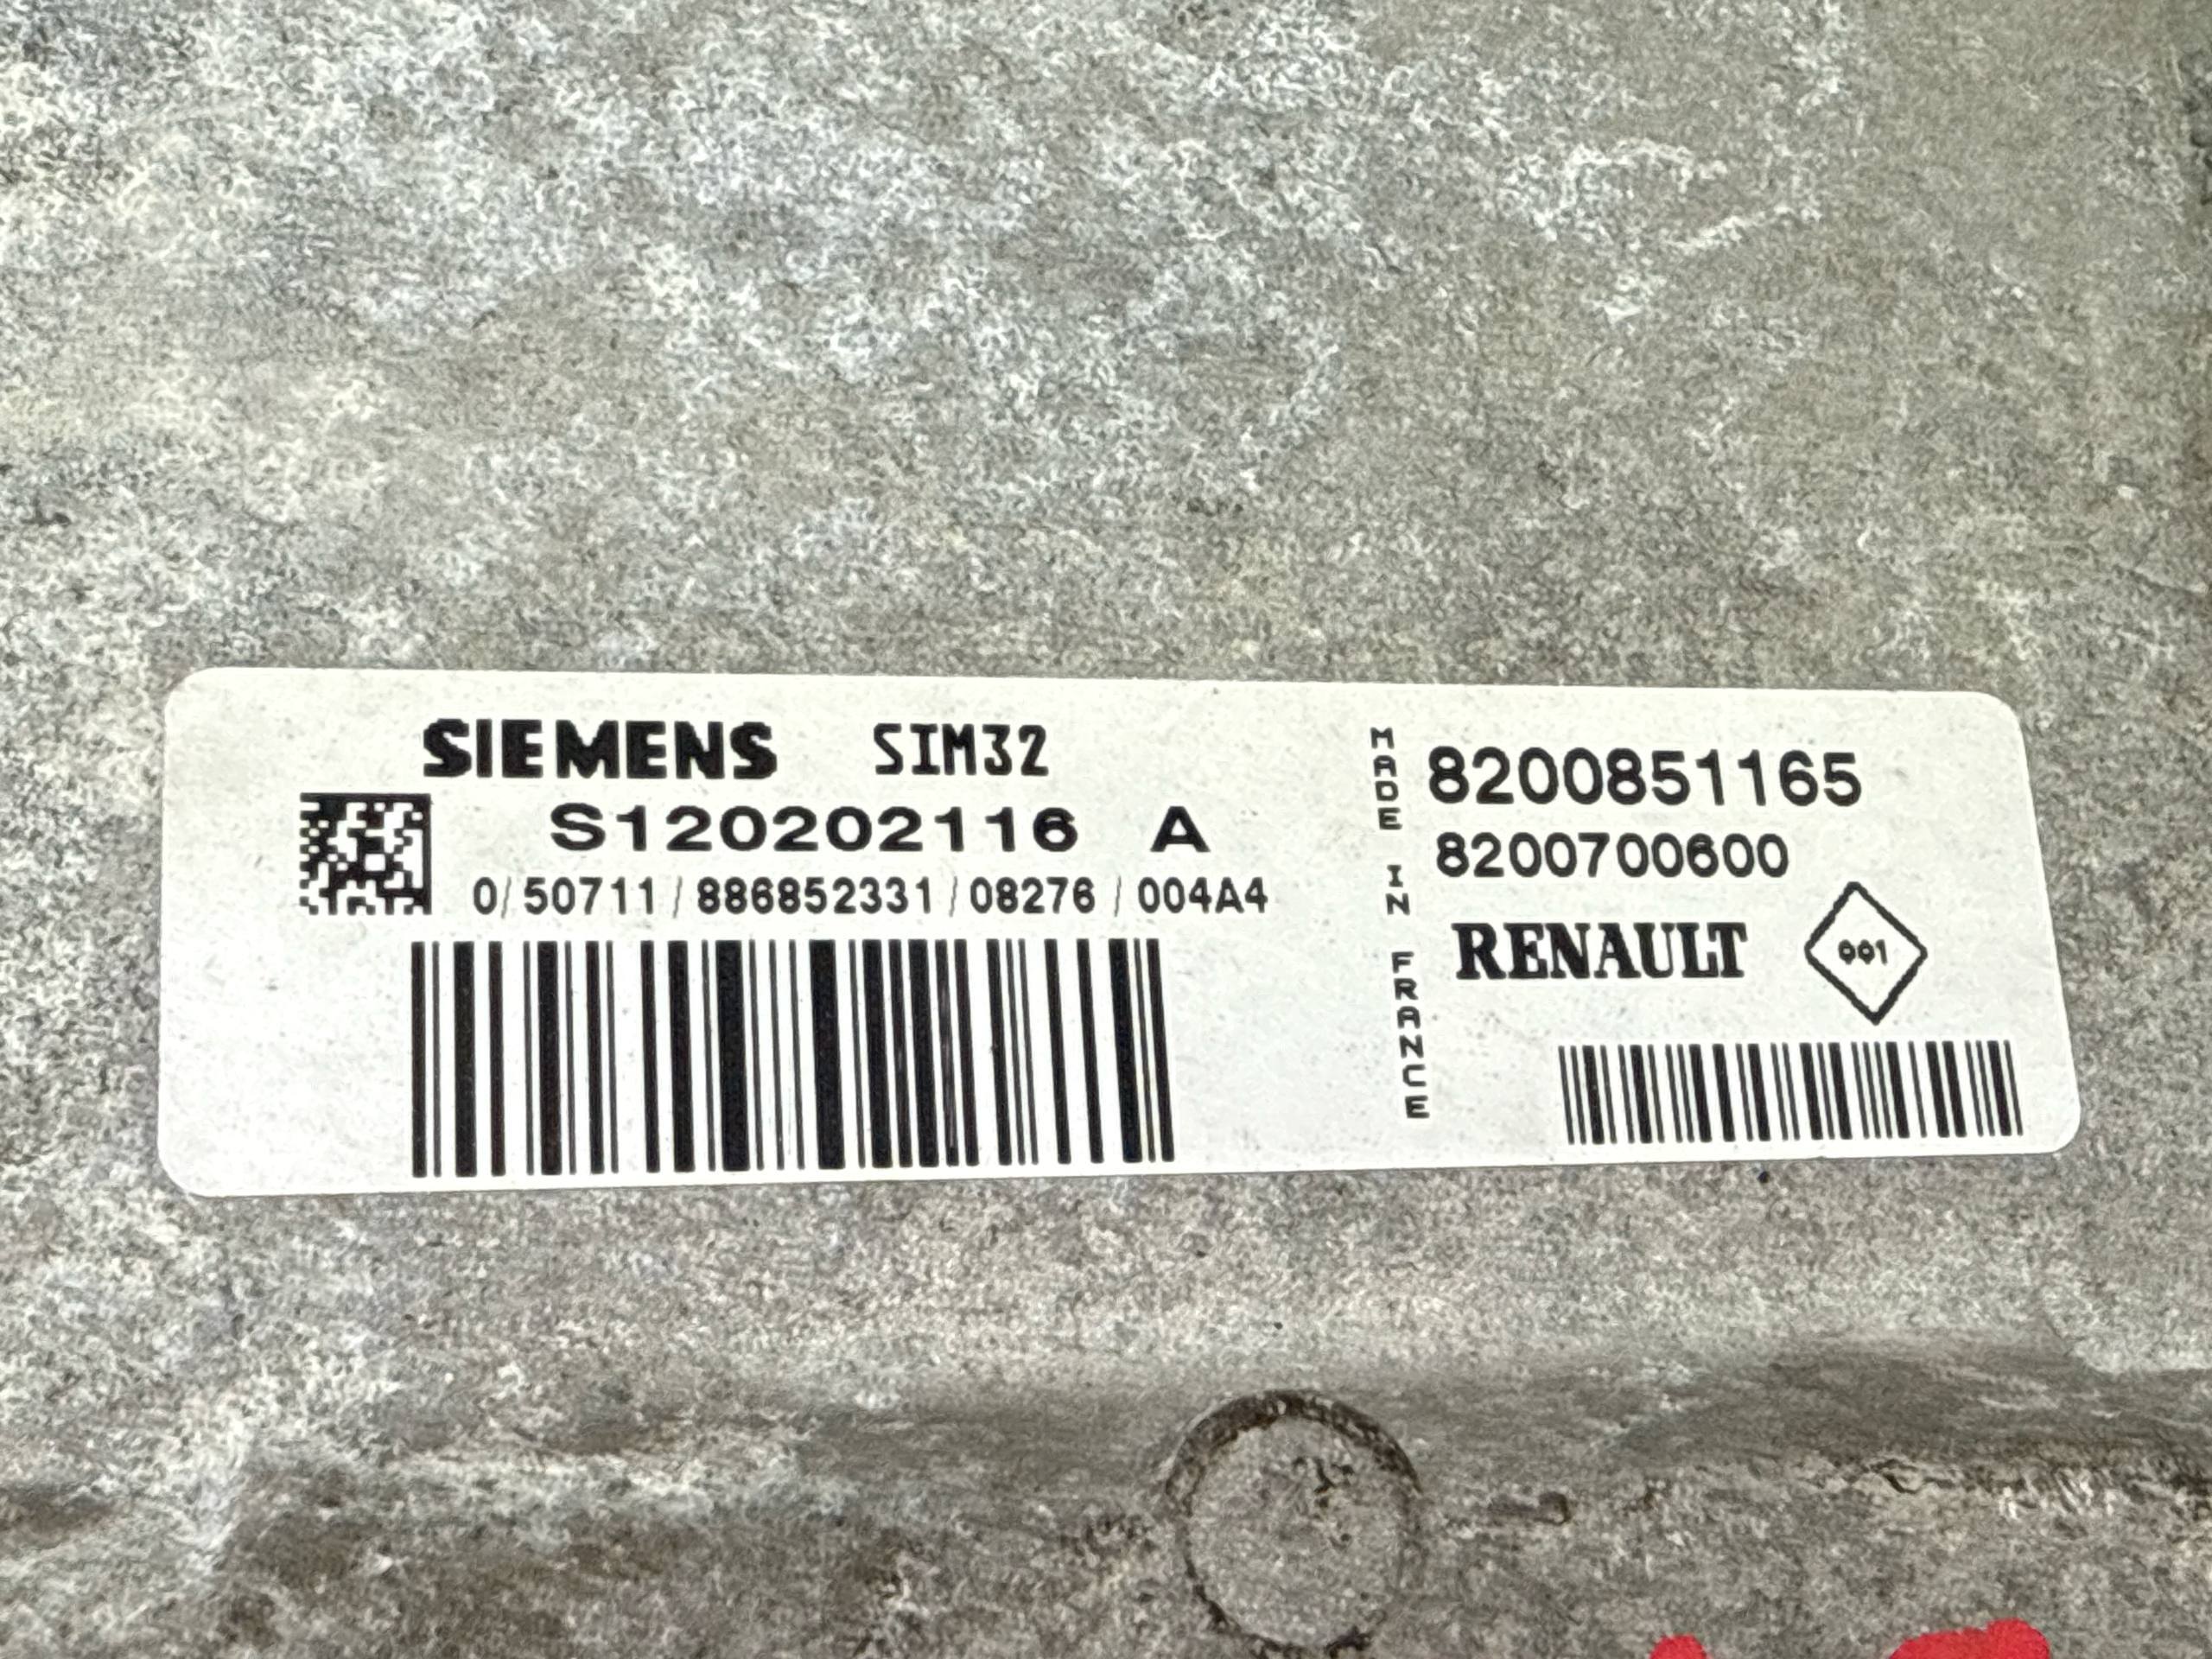 SIEMENS SIM32
S120202116 A
0/50711/886852331/08276/004A4
MADE IN FRANCE
8200851165
8200700600
RENAULT 001